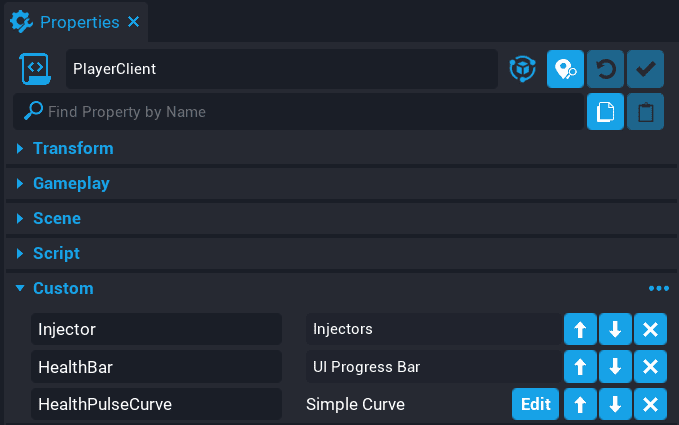 Properties
PlayerClient
Find Property by Name
Transform
Gameplay
Scene
Script
Custom
Injector Injectors
HealthBar UI Progress Bar
HealthPulseCurve Simple Curve Edit